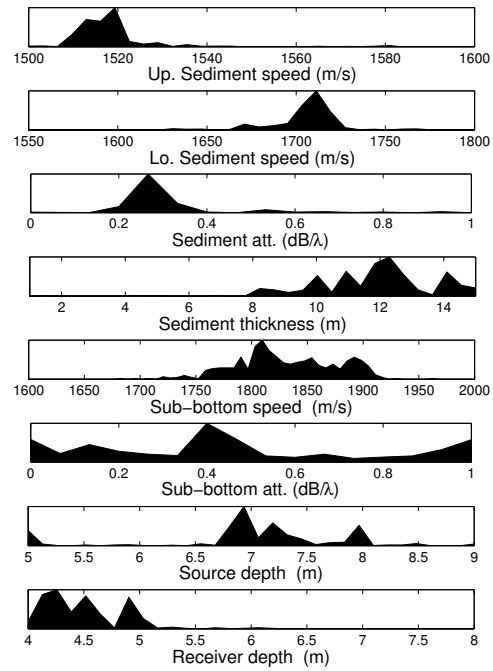 1500 1520 1540 1560 1580 1600
Up. Sediment speed (m/s)
1550 1600 1650 1700 1750 1800
Lo. Sediment speed (m/s)
0 0.2 0.4 0.6 0.8 1
Sediment att. (dB/λ)
2 4 6 8 10 12 14
Sediment thickness (m)
1600 1650 1700 1750 1800 1850 1900 1950 2000
Sub−bottom speed (m/s)
0 0.2 0.4 0.6 0.8 1
Sub−bottom att. (dB/λ)
5 5.5 6 6.5 7 7.5 8 8.5 9
Source depth (m)
4 4.5 5 5.5 6 6.5 7 7.5 8
Receiver depth (m)